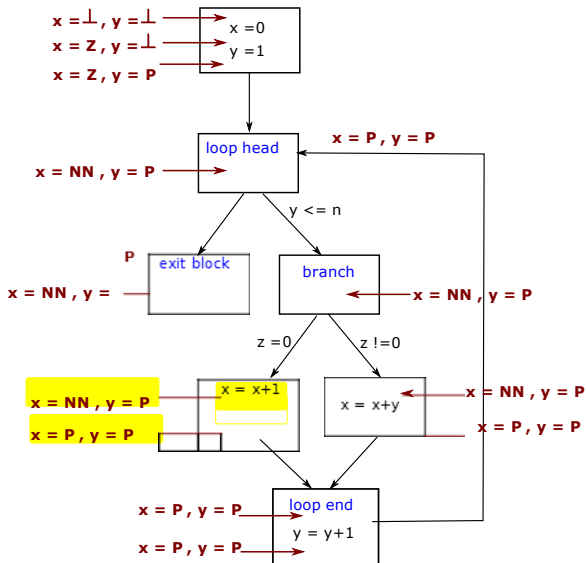 x = ⊥ , y = ⊥
x =0
x = Z , y = ⊥
y =1
x = Z , y = P
x = P , y = P
loop head
x = NN , y = P
y <= n
P
exit block
branch
x = NN , y =
x = NN , y = P
z =0
z !=0
x = x+1
x = NN , y = P
x = NN , y = P
x = x+y
x = P , y = P
x = P , y = P
loop end
x = P , y = P
y = y+1
x = P , y = P